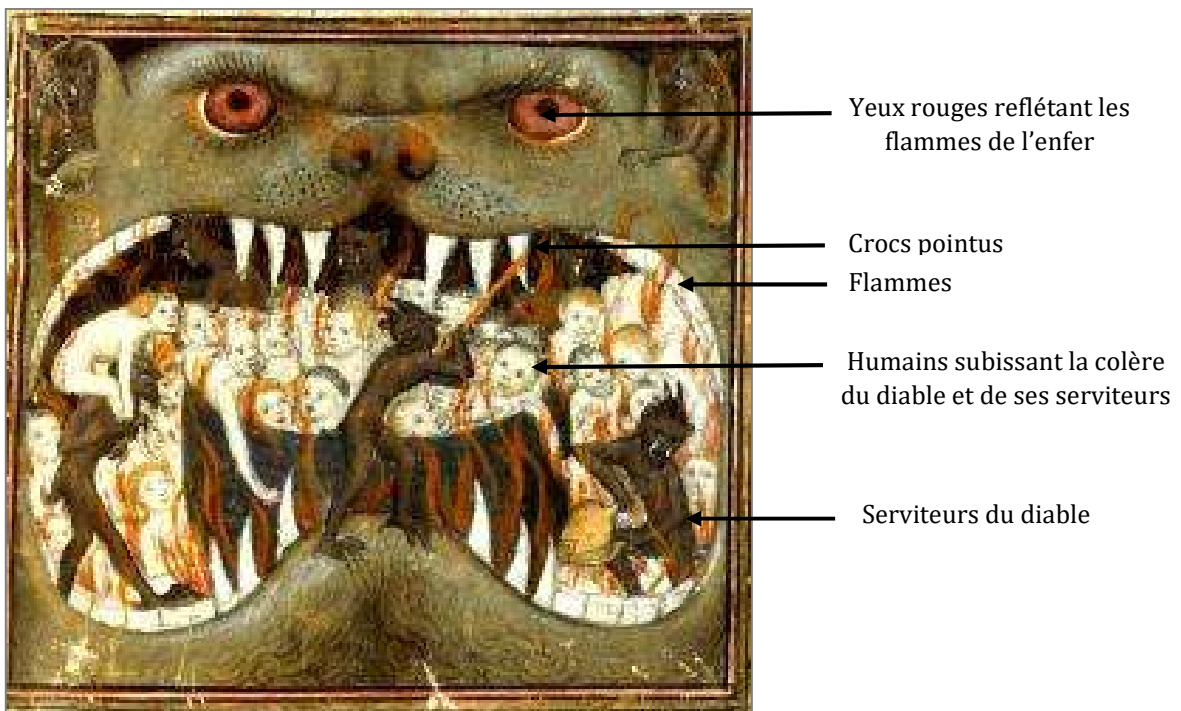 Yeux rouges reflétant les
flammes de l’enfer
Crocs pointus
Flammes
Humains subissant la colère
du diable et de ses serviteurs
Serviteurs du diable